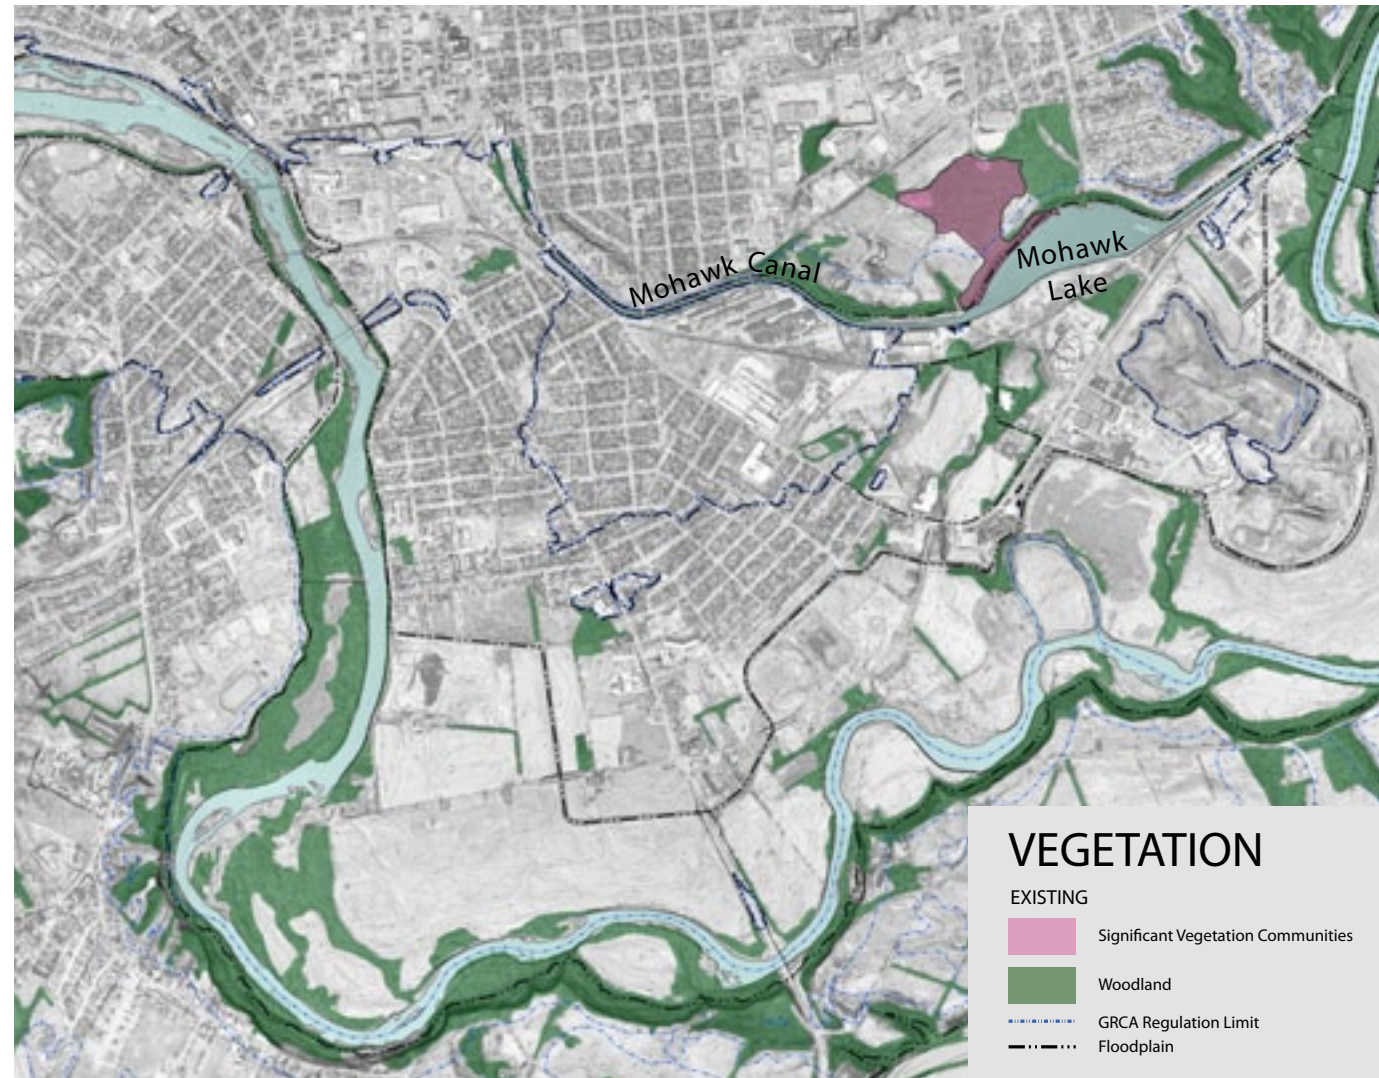 Mohawk Canal
Mohawk
Lake
VEGETATION
EXISTING
Significant Vegetation Communities
Woodland
GRCA Regulation Limit
Floodplain